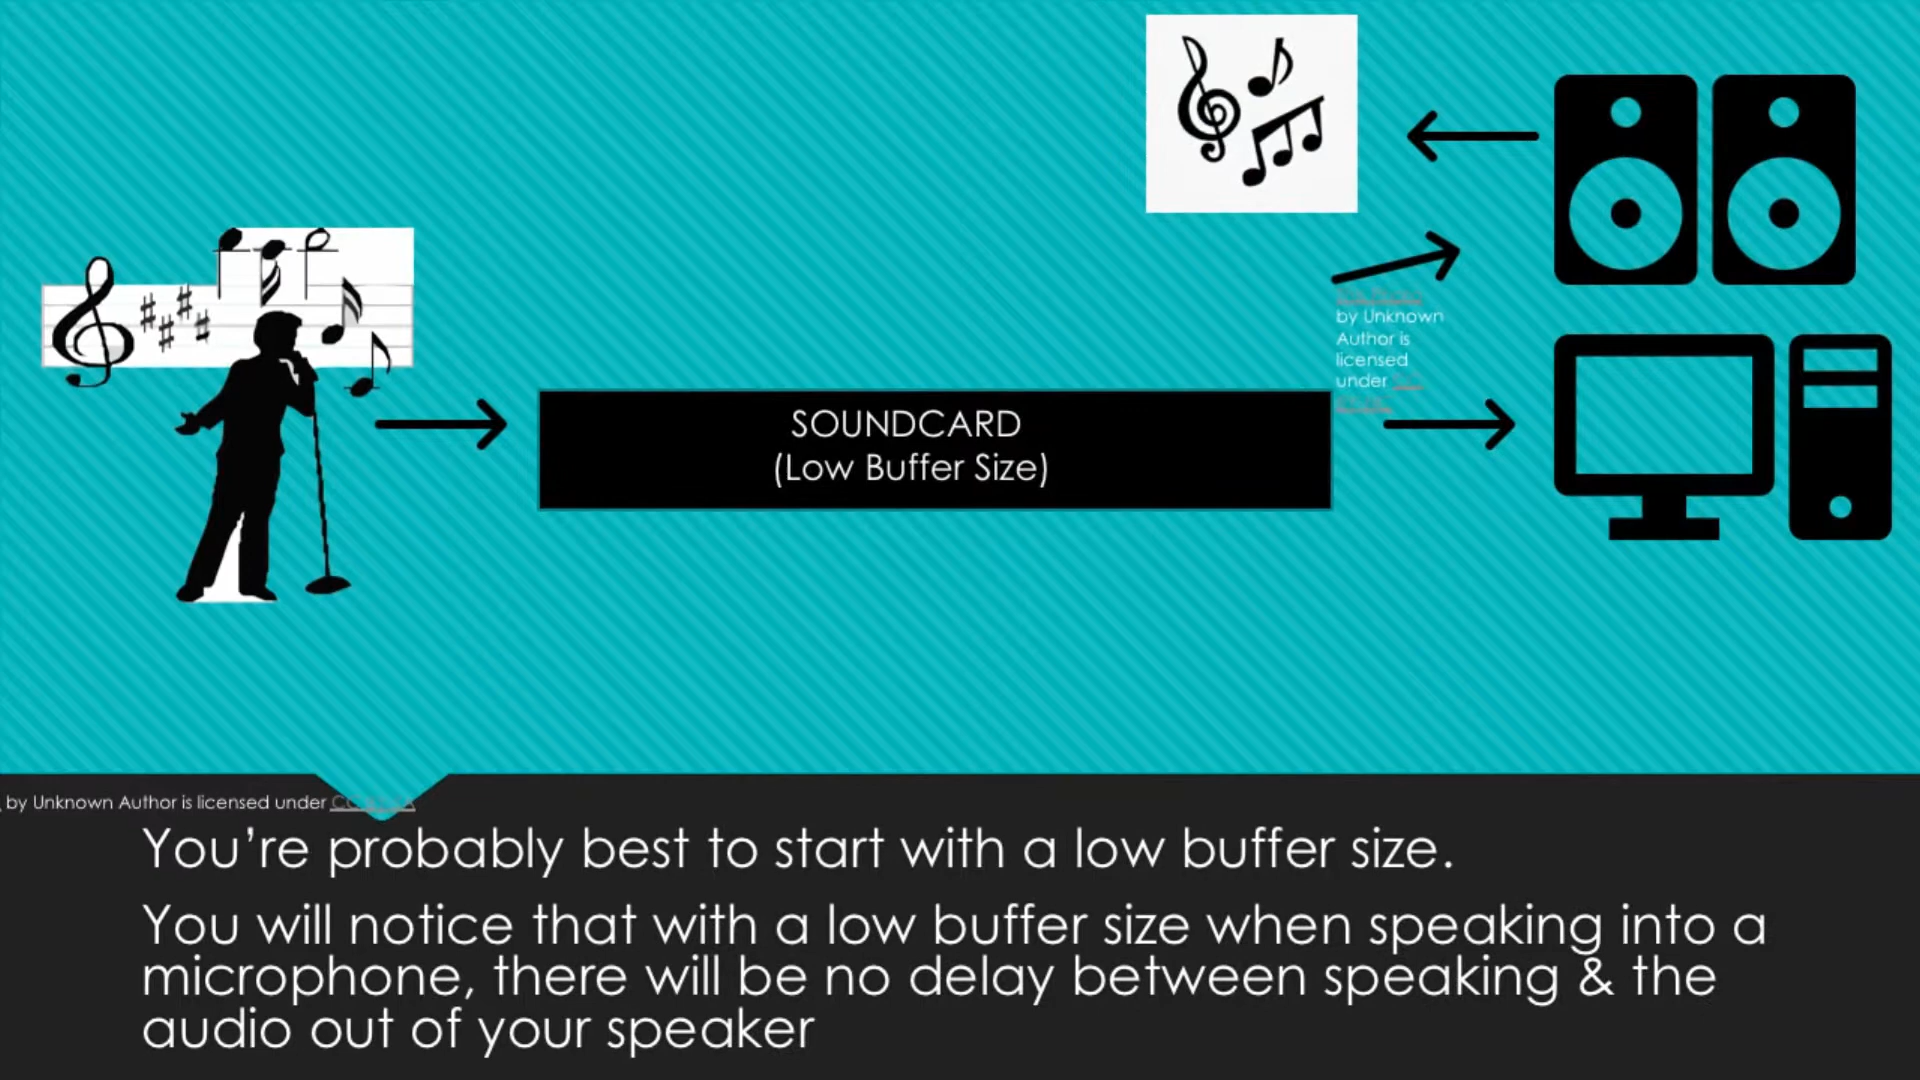 by Unknown
Author is
licensed
under
SOUNDCARD
(Low Buffer Size)
by Unknown Author is licensed under
You’re probably best to start with a low buffer size.
You will notice that with a low buffer size when speaking into a
microphone, there will be no delay between speaking & the
audio out of your speaker